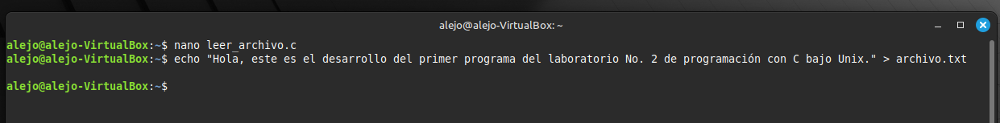 alejo@alejo-VirtualBox: ~
alejo@alejo-VirtualBox:~$ nano leer_archivo.c
alejo@alejo-VirtualBox:~$ echo "Hola, este es el desarrollo del primer programa del laboratorio No. 2 de programación con C bajo Unix." > archivo.txt
alejo@alejo-VirtualBox:~$